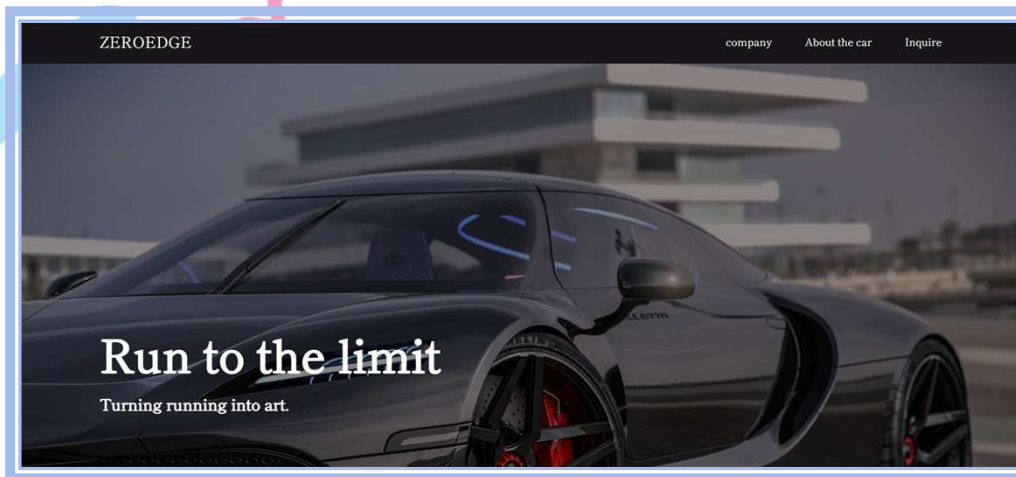 ZEROEDGE
company
About the car
Inquire
Run to the limit
Turning running into art.